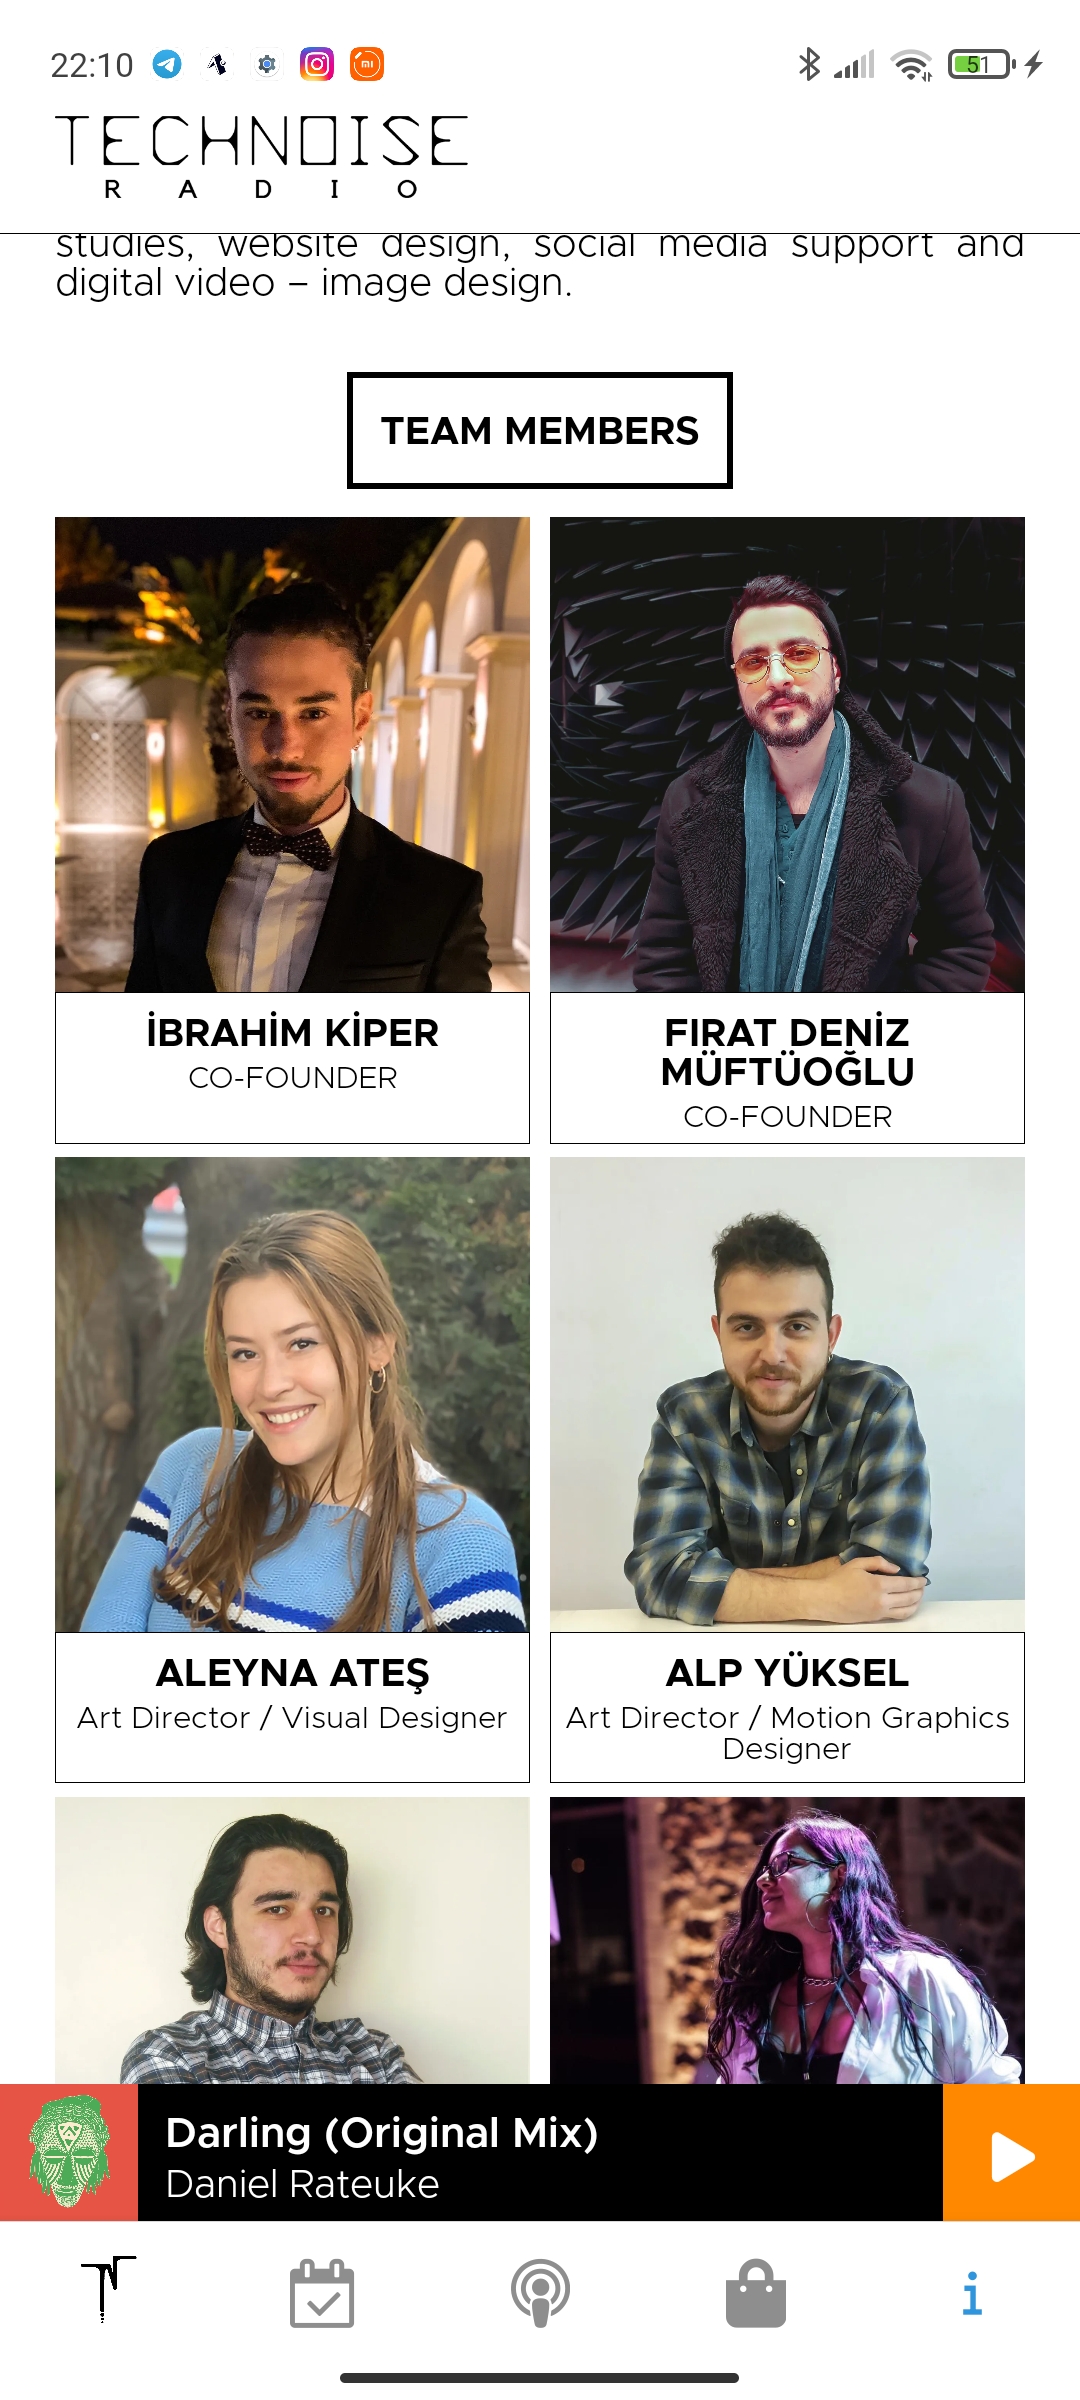 22:10
51
TECHNOISE
RADIO
studies, website design, social media support and
digital video – image design.
TEAM MEMBERS
İBRAHİM KİPER
CO-FOUNDER
FIRAT DENİZ
MÜFTÜOĞLU
CO-FOUNDER
ALEYNA ATEŞ
Art Director / Visual Designer
ALP YÜKSEL
Art Director / Motion Graphics
Designer
Darling (Original Mix)
Daniel Rateuke